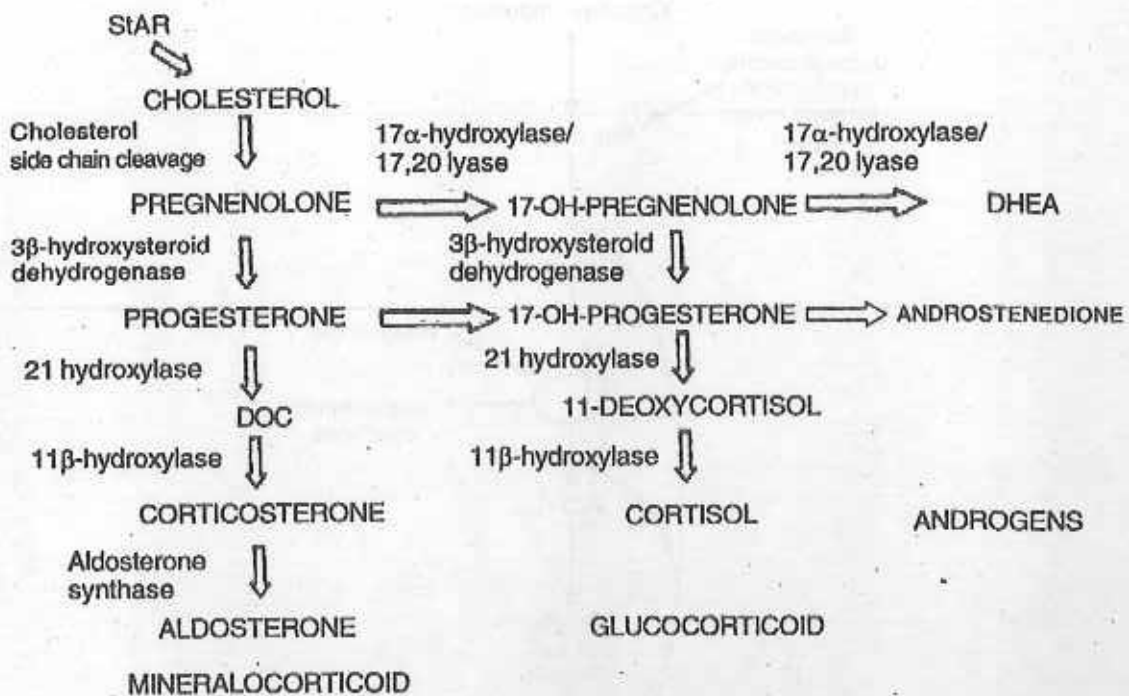 StAR
CHOLESTEROL
Cholesterol
side chain cleavage
17α-hydroxylase/
17,20 lyase
17α-hydroxylase/
17,20 lyase
PREGNENOLONE
17-OH-PREGNENOLONE
DHEA
3β-hydroxysteroid
dehydrogenase
3β-hydroxysteroid
dehydrogenase
PROGESTERONE
17-OH-PROGESTERONE
ANDROSTENEDIONE
21 hydroxylase
21 hydroxylase
DOC
11-DEOXYCORTISOL
11β-hydroxylase
11β-hydroxylase
CORTICOSTERONE
CORTISOL
ANDROGENS
Aldosterone
synthase
ALDOSTERONE
GLUCOCORTICOID
MINERALOCORTICOID